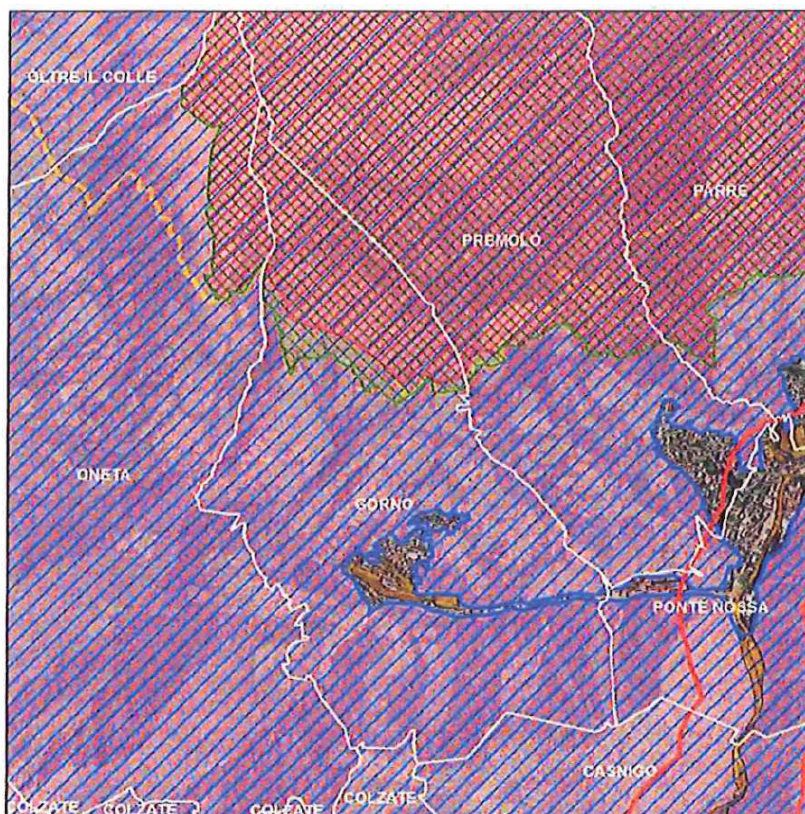 OLTRE IL COLLE
PARRE
PREMOLO
ONETA
GORNO
PONTE NOSSA
CASNIGO
COLZATE
COLZATE
COLZATE
COLZATE